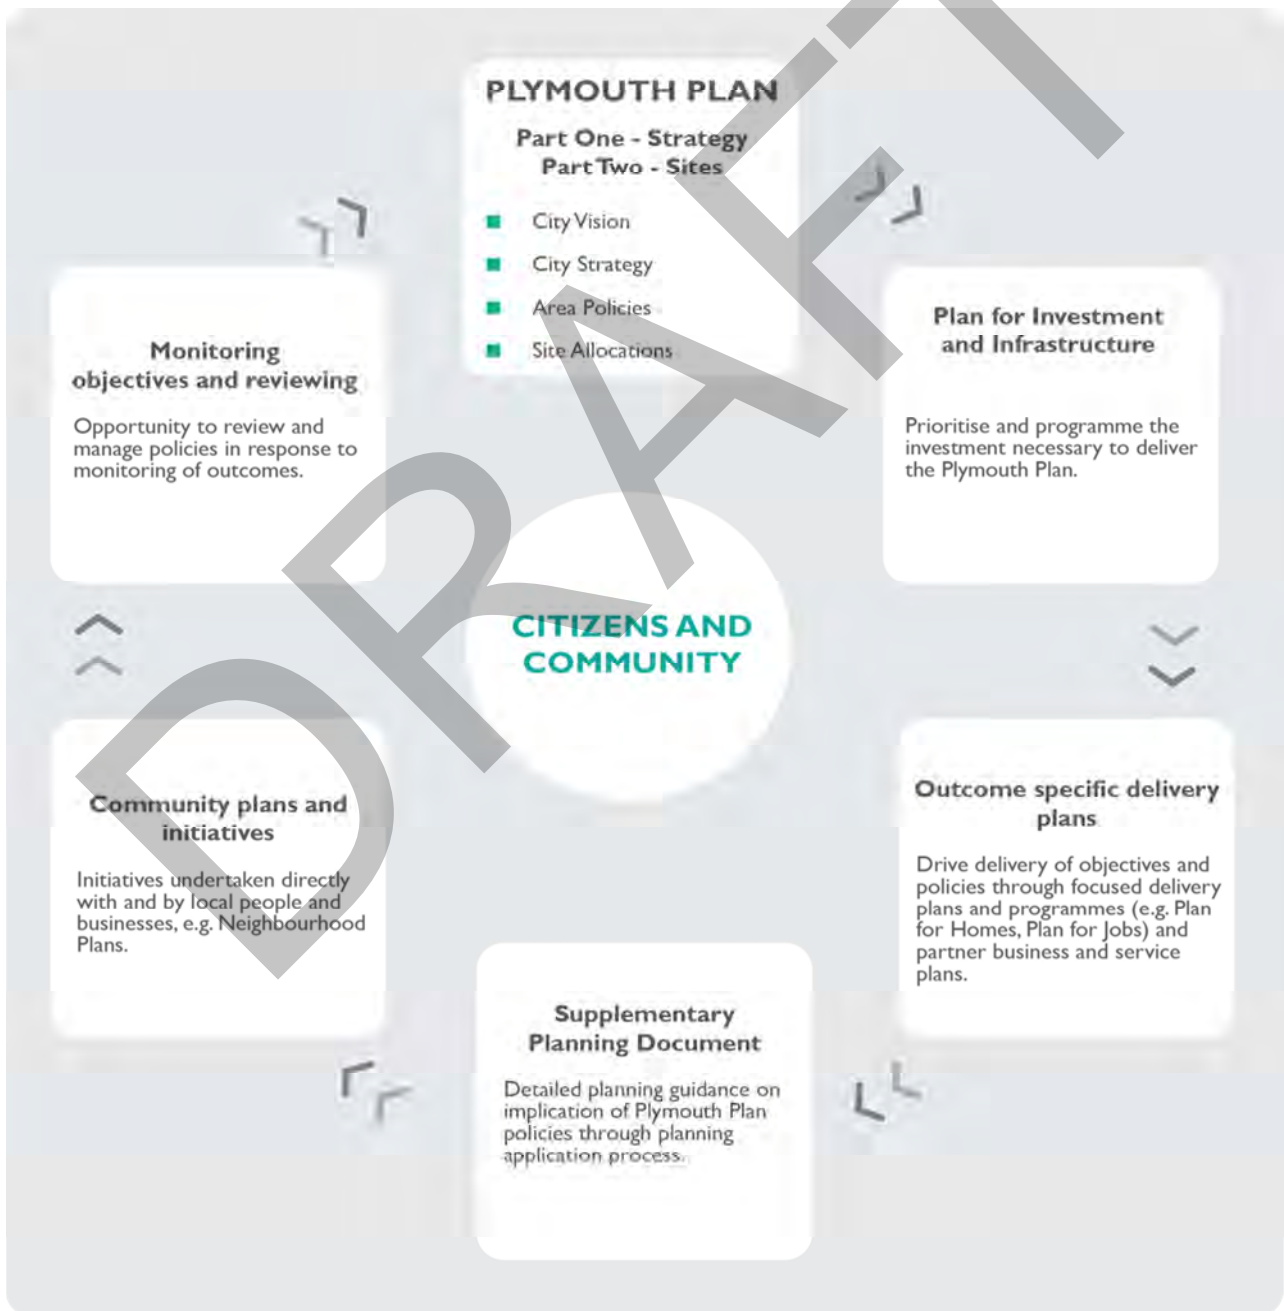 PLYMOUTH PLAN
Part One - Strategy
Part Two - Sites
City Vision
City Strategy
Area Policies
Site Allocations
Plan for Investment
and Infrastructure
Prioritise and programme the
investment necessary to deliver
the Plymouth Plan.
Outcome specific delivery
plans
Drive delivery of objectives and
policies through focused delivery
plans and programmes (e.g. Plan
for Homes, Plan for Jobs) and
partner business and service
plans.
Supplementary
Planning Document
Detailed planning guidance on
implication of Plymouth Plan
policies through planning
application process.
Community plans and
initiatives
Initiatives undertaken directly
with and by local people and
businesses, e.g. Neighbourhood
Plans.
Monitoring
objectives and reviewing
Opportunity to review and
manage policies in response to
monitoring of outcomes.
CITIZENS AND
COMMUNITY
DRAFT